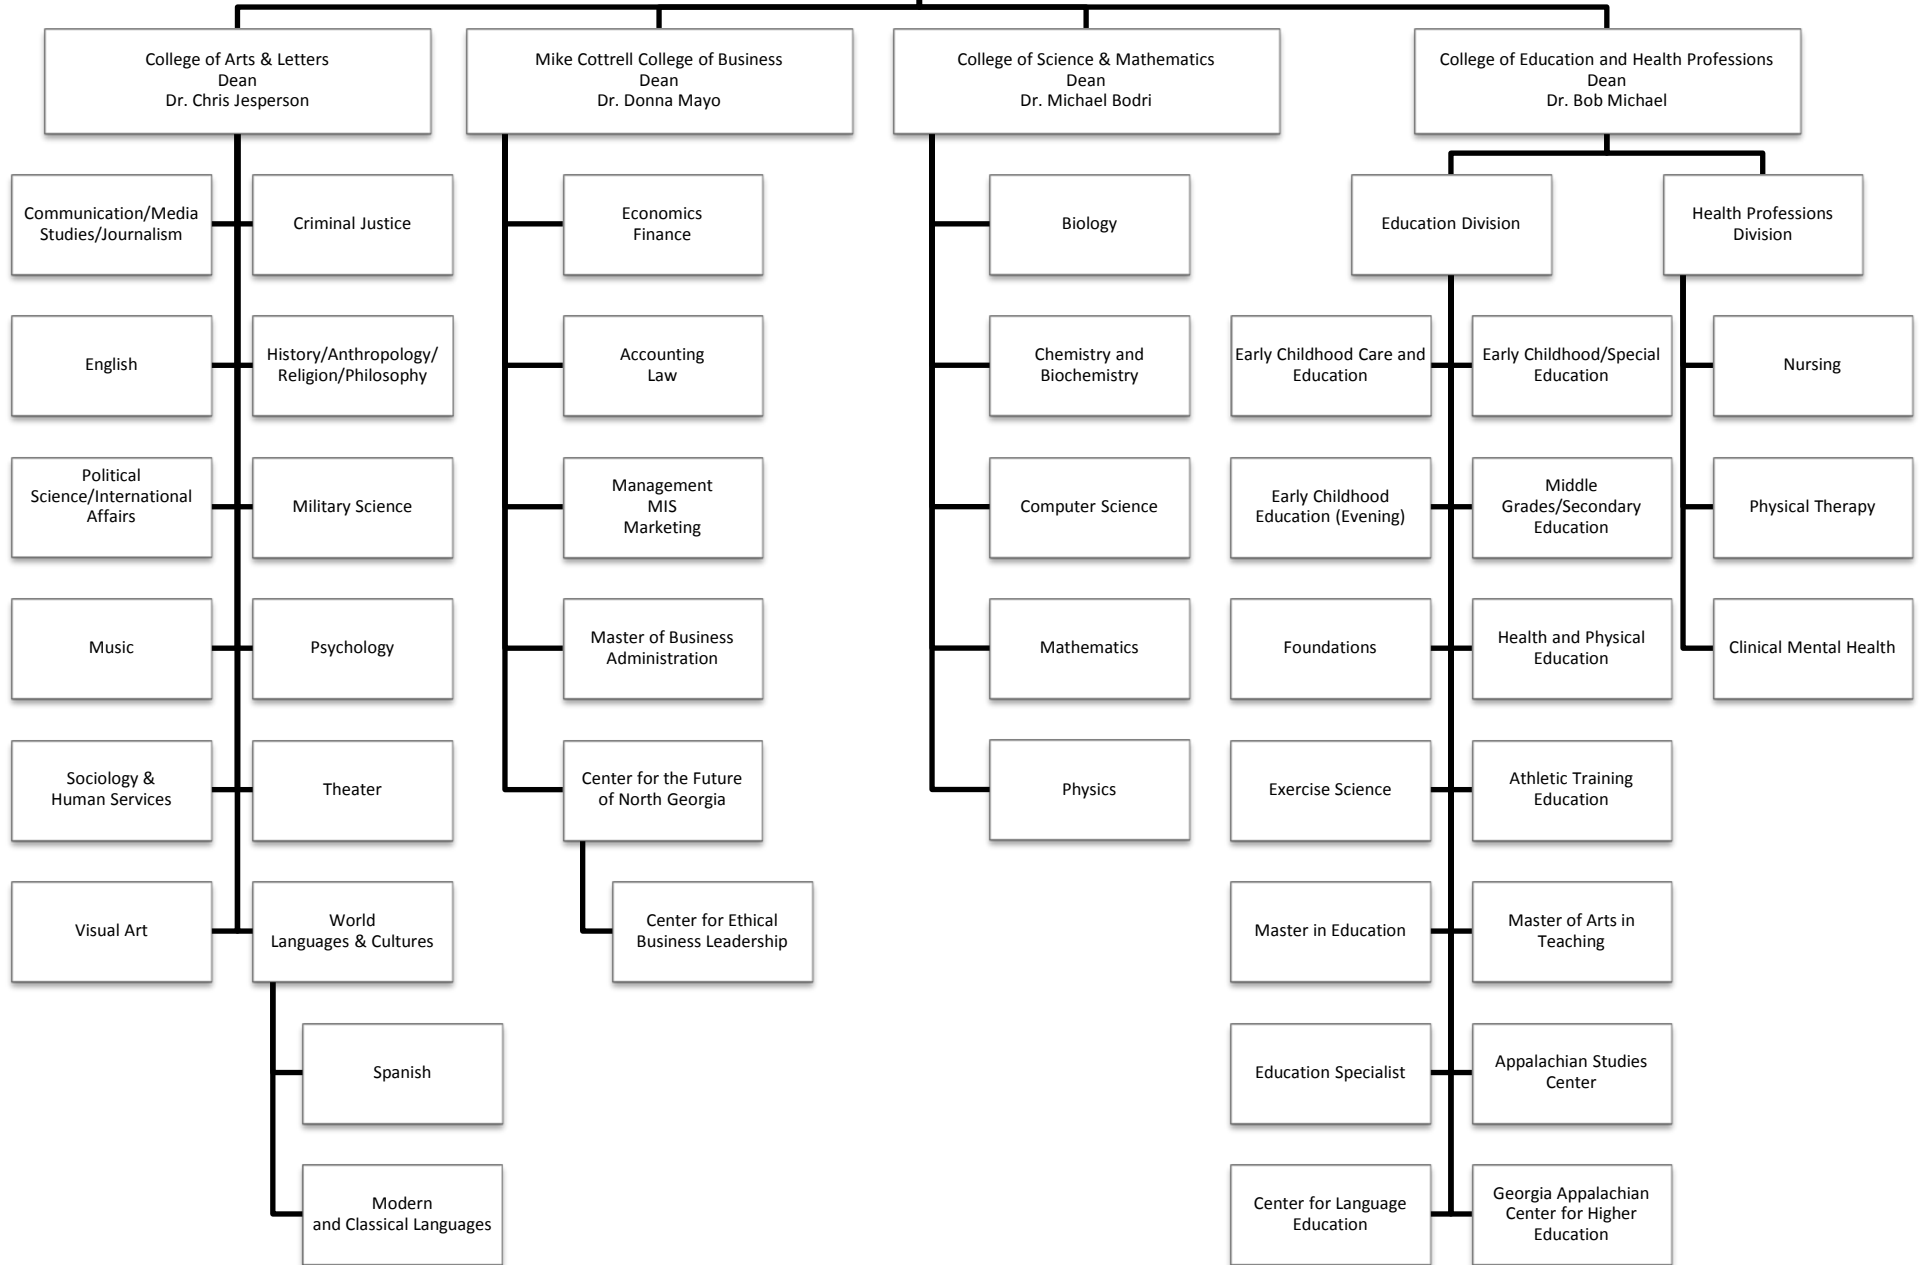 College of Arts & Letters
Dean
Dr. Chris Jesperson
Mike Cottrell College of Business
Dean
Dr. Donna Mayo
College of Science & Mathematics
Dean
Dr. Michael Bodri
College of Education and Health Professions
Dean
Dr. Bob Michael
Communication/Media
Studies/Journalism
Criminal Justice
English
History/Anthropology/
Religion/Philosophy
Political
Science/International
Affairs
Military Science
Music
Psychology
Sociology &
Human Services
Theater
Visual Art
World
Languages & Cultures
Spanish
Modern
and Classical Languages
Economics
Finance
Accounting
Law
Management
MIS
Marketing
Master of Business
Administration
Center for the Future
of North Georgia
Center for Ethical
Business Leadership
Biology
Chemistry and
Biochemistry
Computer Science
Mathematics
Physics
Education Division
Early Childhood Care and
Education
Early Childhood/Special
Education
Early Childhood
Education (Evening)
Middle
Grades/Secondary
Education
Foundations
Health and Physical
Education
Exercise Science
Athletic Training
Education
Master in Education
Master of Arts in
Teaching
Education Specialist
Appalachian Studies
Center
Center for Language
Education
Georgia Appalachian
Center for Higher
Education
Health Professions
Division
Nursing
Physical Therapy
Clinical Mental Health